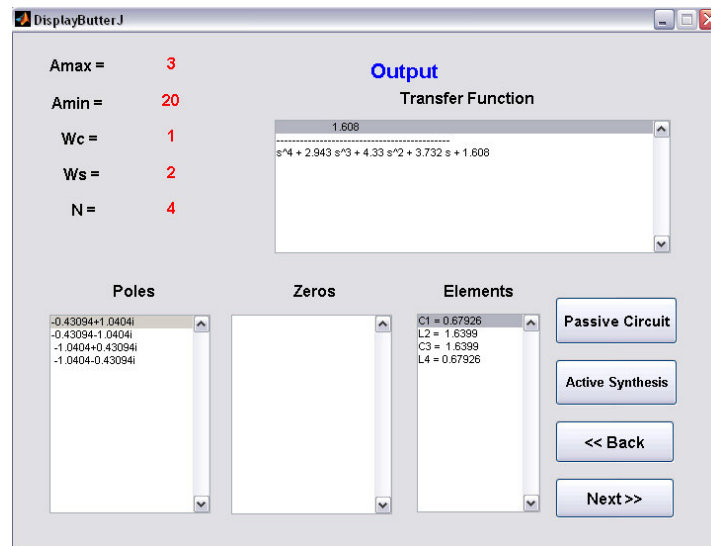 DisplayButterJ
Amax = 3
Amin = 20
Wc = 1
Ws = 2
N = 4
Output
Transfer Function
1.608
---------------------------------------------
s^4 + 2.943 s^3 + 4.33 s^2 + 3.732 s + 1.608
Poles
-0.43094+1.0404i
-0.43094-1.0404i
-1.0404+0.43094i
-1.0404-0.43094i
Zeros
Elements
C1 = 0.67926
L2 = 1.6399
C3 = 1.6399
L4 = 0.67926
Passive Circuit
Active Synthesis
<< Back
Next >>